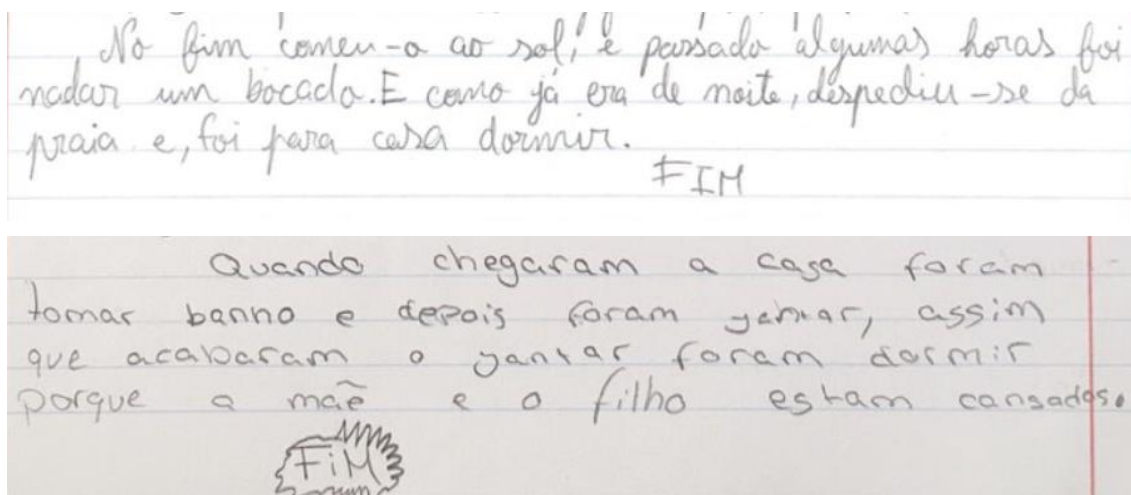 No fim comeu-o ao sol, e passado algumas horas foi
nadar um bocado. E como já era de noite, despediu-se da
praia e, foi para casa dormir.
FIM
Quando chegaram a casa foram
tomar banho e depois foram jantar, assim
que acabaram o jantar foram dormir
porque a mãe e o filho estam cansados.
FiM